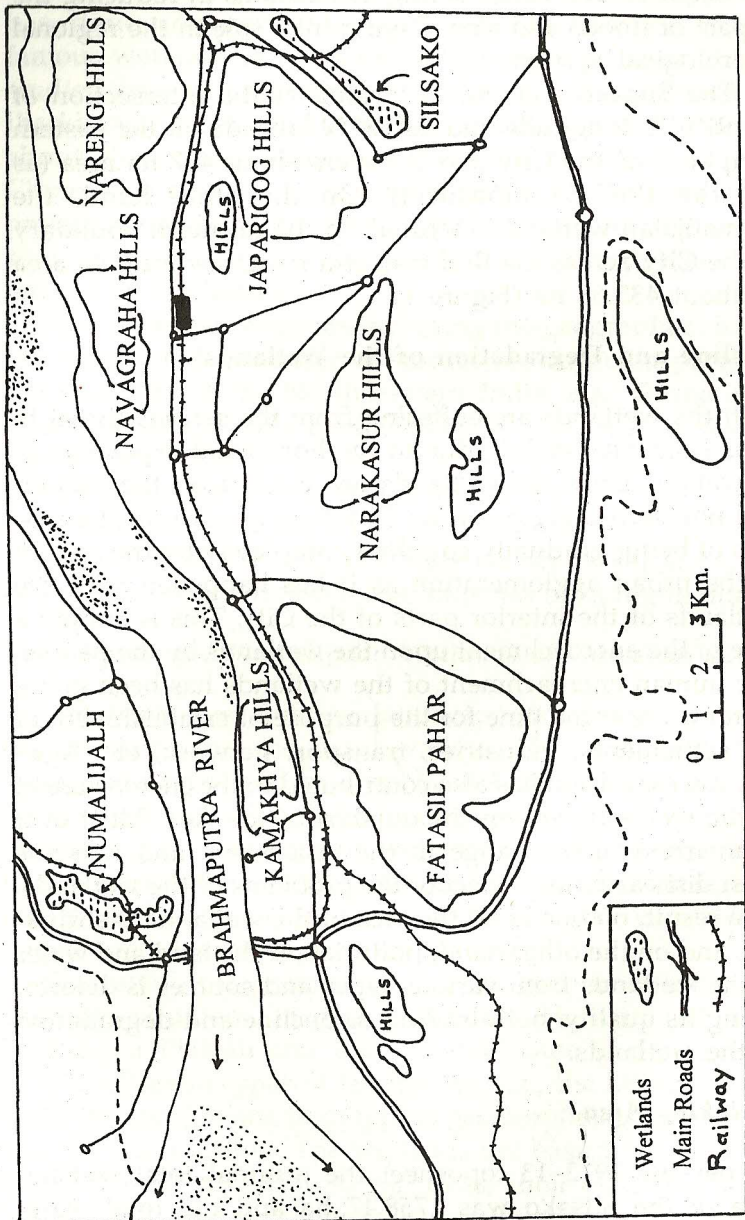 NUMALIJALH
NAVAGRAHA HILLS
NARENGI HILS
BRAHMAPUTRA RIVER
KAMAKHYA HILLS
HILLS
JAPARIGOG HILLS
SILSAKO
NARAKASUR HILLS
HILLS
FATASIL PAHAR
HILLS
HILLS
0 1 2 3 Km.
Wetlands
Main Roads
Railway